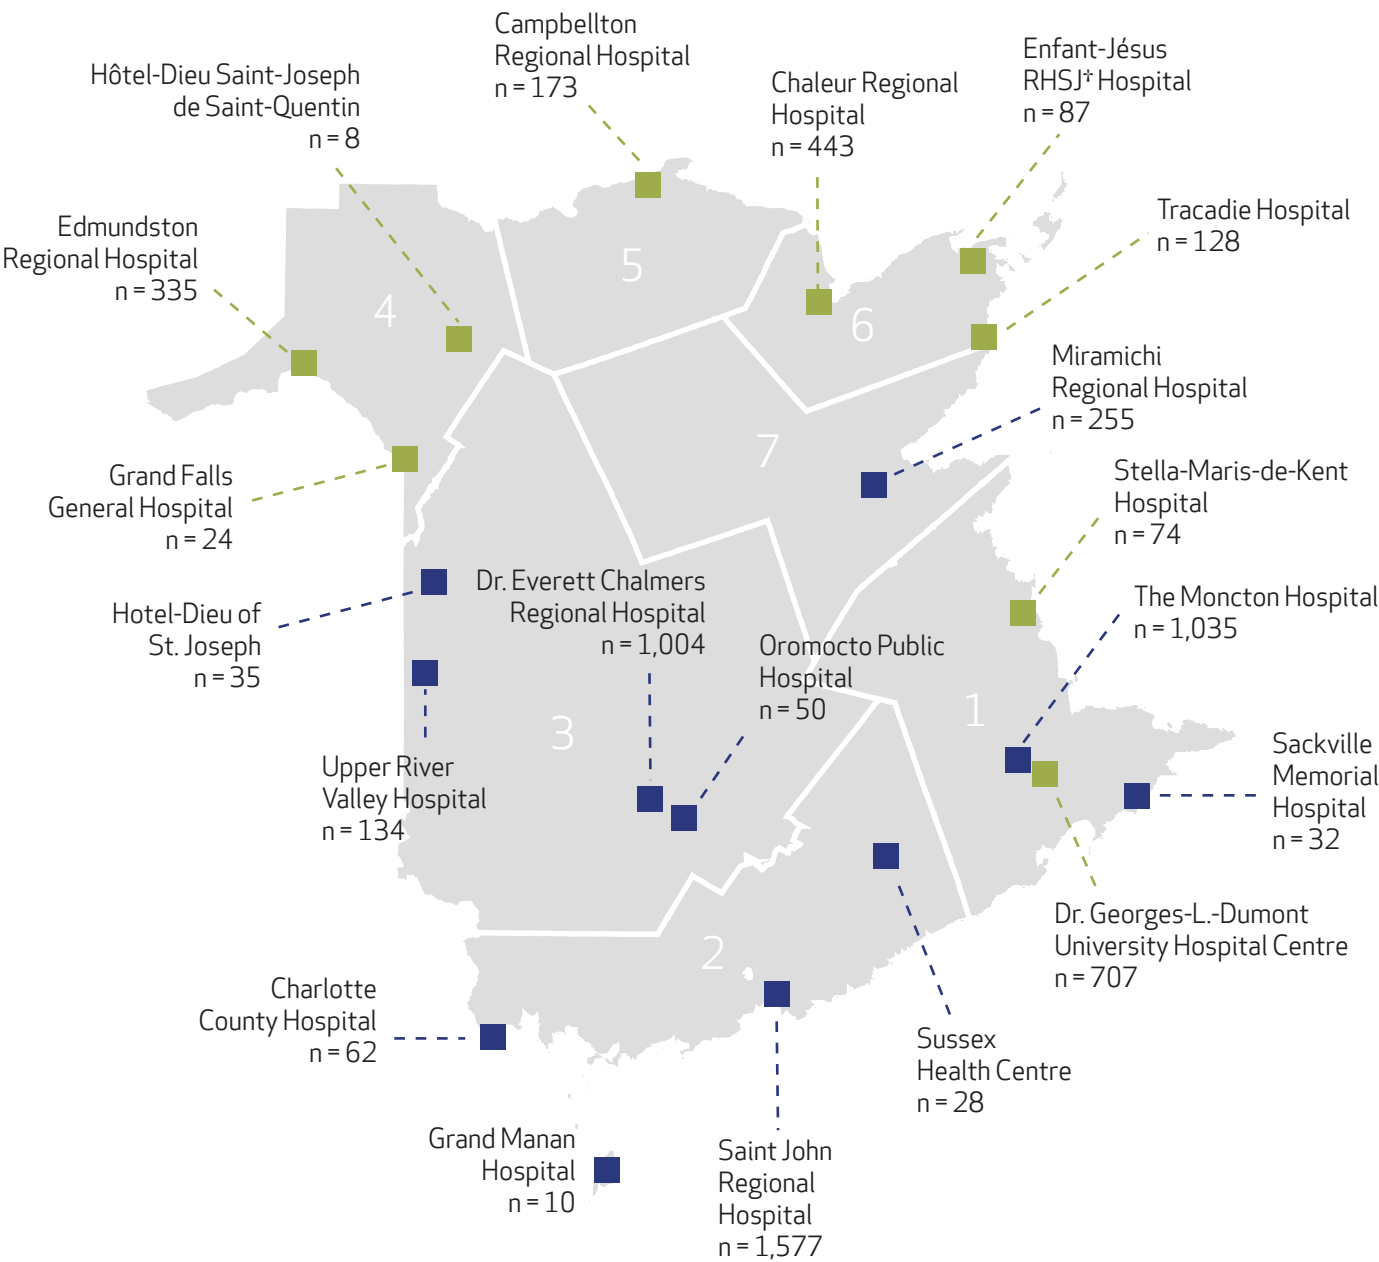 Campbellton
Regional Hospital
n = 173
Enfant-Jésus
RHSJ† Hospital
n = 87
Hôtel-Dieu Saint-Joseph
de Saint-Quentin
n = 8
Chaleur Regional
Hospital
n = 443
Tracadie Hospital
n = 128
Edmundston
Regional Hospital
n = 335
5
4
6
Miramichi
Regional Hospital
n = 255
7
Grand Falls
General Hospital
n = 24
Stella-Maris-de-Kent
Hospital
n = 74
Dr. Everett Chalmers
Regional Hospital
n = 1,004
The Moncton Hospital
n = 1,035
Hotel-Dieu of
St. Joseph
n = 35
Oromocto Public
Hospital
n = 50
1
3
Sackville
Memorial
Hospital
n = 32
Upper River
Valley Hospital
n = 134
Dr. Georges-L.-Dumont
University Hospital Centre
n = 707
2
Charlotte
County Hospital
n = 62
Sussex
Health Centre
n = 28
Grand Manan
Hospital
n = 10
Saint John
Regional
Hospital
n = 1,577